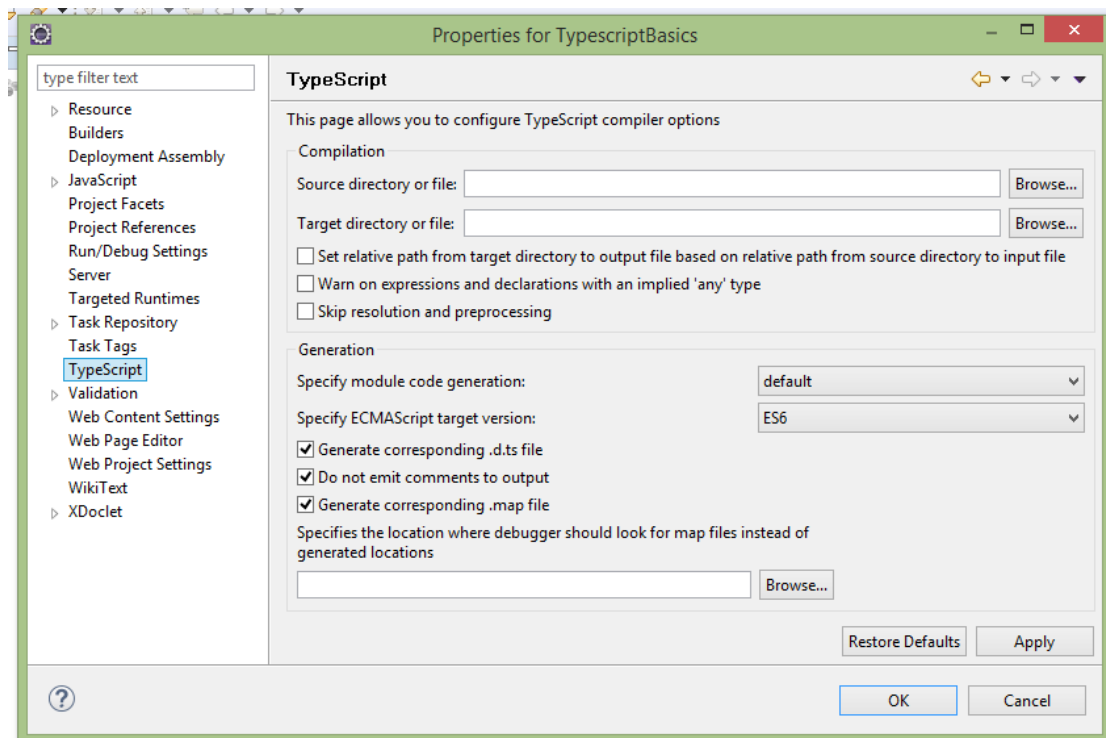 Properties for TypescriptBasics
type filter text
Resource
Builders
Deployment Assembly
JavaScript
Project Facets
Project References
Run/Debug Settings
Server
Targeted Runtimes
Task Repository
Task Tags
TypeScript
Validation
Web Content Settings
Web Page Editor
Web Project Settings
WikiText
XDoclet
TypeScript
This page allows you to configure TypeScript compiler options
Compilation
Source directory or file: Browse...
Target directory or file: Browse...
Set relative path from target directory to output file based on relative path from source directory to input file
Warn on expressions and declarations with an implied 'any' type
Skip resolution and preprocessing
Generation
Specify module code generation: default
Specify ECMAScript target version: ES6
Generate corresponding .d.ts file
Do not emit comments to output
Generate corresponding .map file
Specifies the location where debugger should look for map files instead of
generated locations
Browse...
Restore Defaults Apply
? OK Cancel